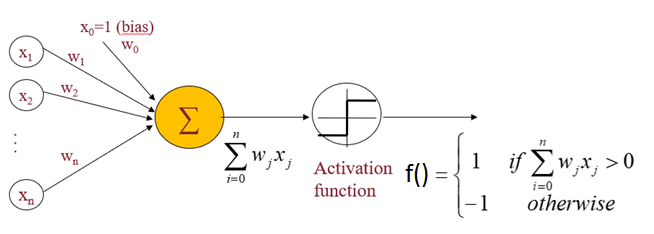 x₀=1 (bias)
w₀
x₁
w₁
x₂
w₂
⋮
wₙ
xₙ
Σ
n
∑ wⱼxⱼ
i=0
Activation
function
f() = { 1 if n∑i=0 wⱼxⱼ > 0
−1 otherwise